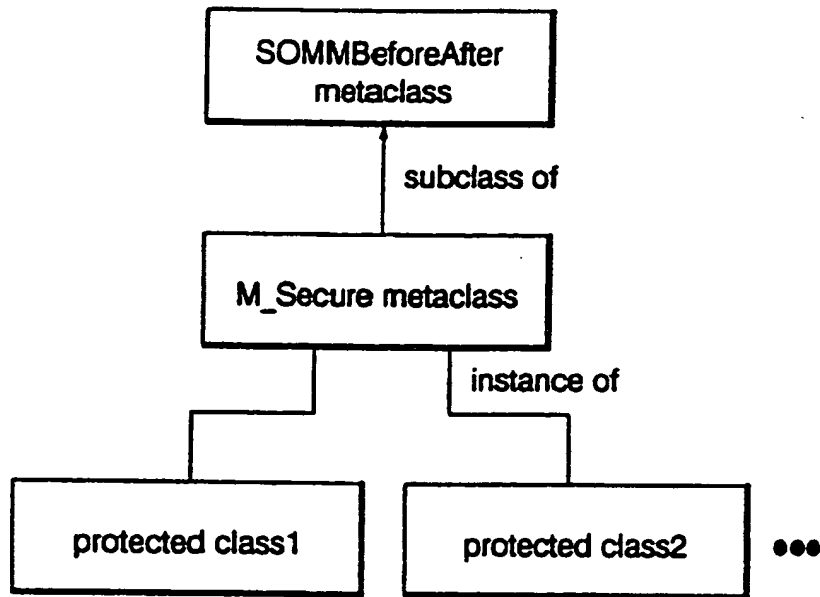 SOMMBeforeAfter
metaclass
subclass of
M_Secure metaclass
instance of
protected class1
protected class2
•••